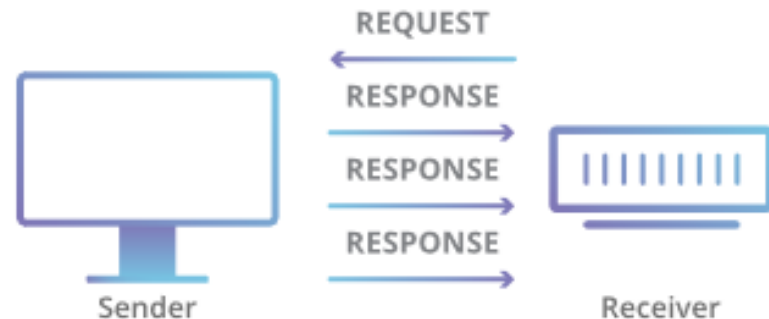 REQUEST
RESPONSE
RESPONSE
RESPONSE
Sender
Receiver